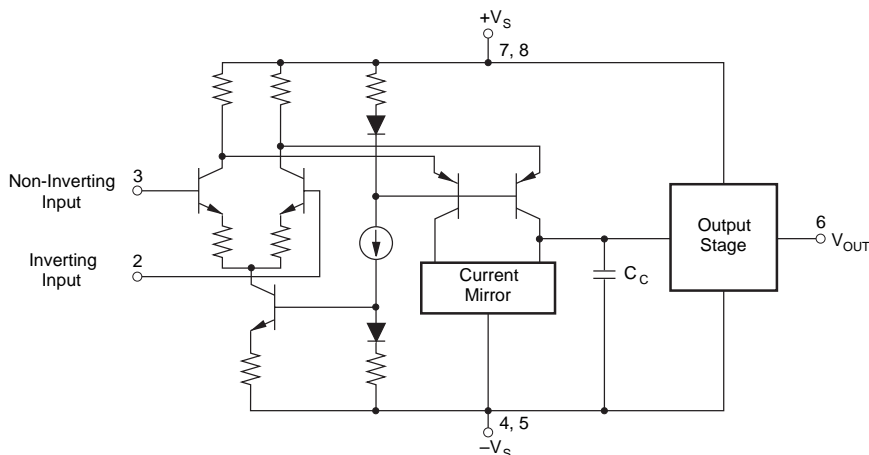 +VS
7, 8
Non-Inverting
Input
3
Inverting
Input
2
Current
Mirror
CC
Output
Stage
6
VOUT
4, 5
–VS